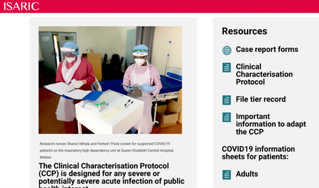 ISARIC
Research nurses Sharon Nthala and Herbert Thole screen for suspected COVID-19
patients on the respiratory high dependency unit at Queen Elizabeth Central Hospital,
Malawi
The Clinical Characterisation Protocol
(CCP) is designed for any severe or
potentially severe acute infection of public
health interest
Resources
Case report forms
Clinical
Characterisation
Protocol
File tier record
Important
information to adapt
the CCP
COVID19 information
sheets for patients:
Adults